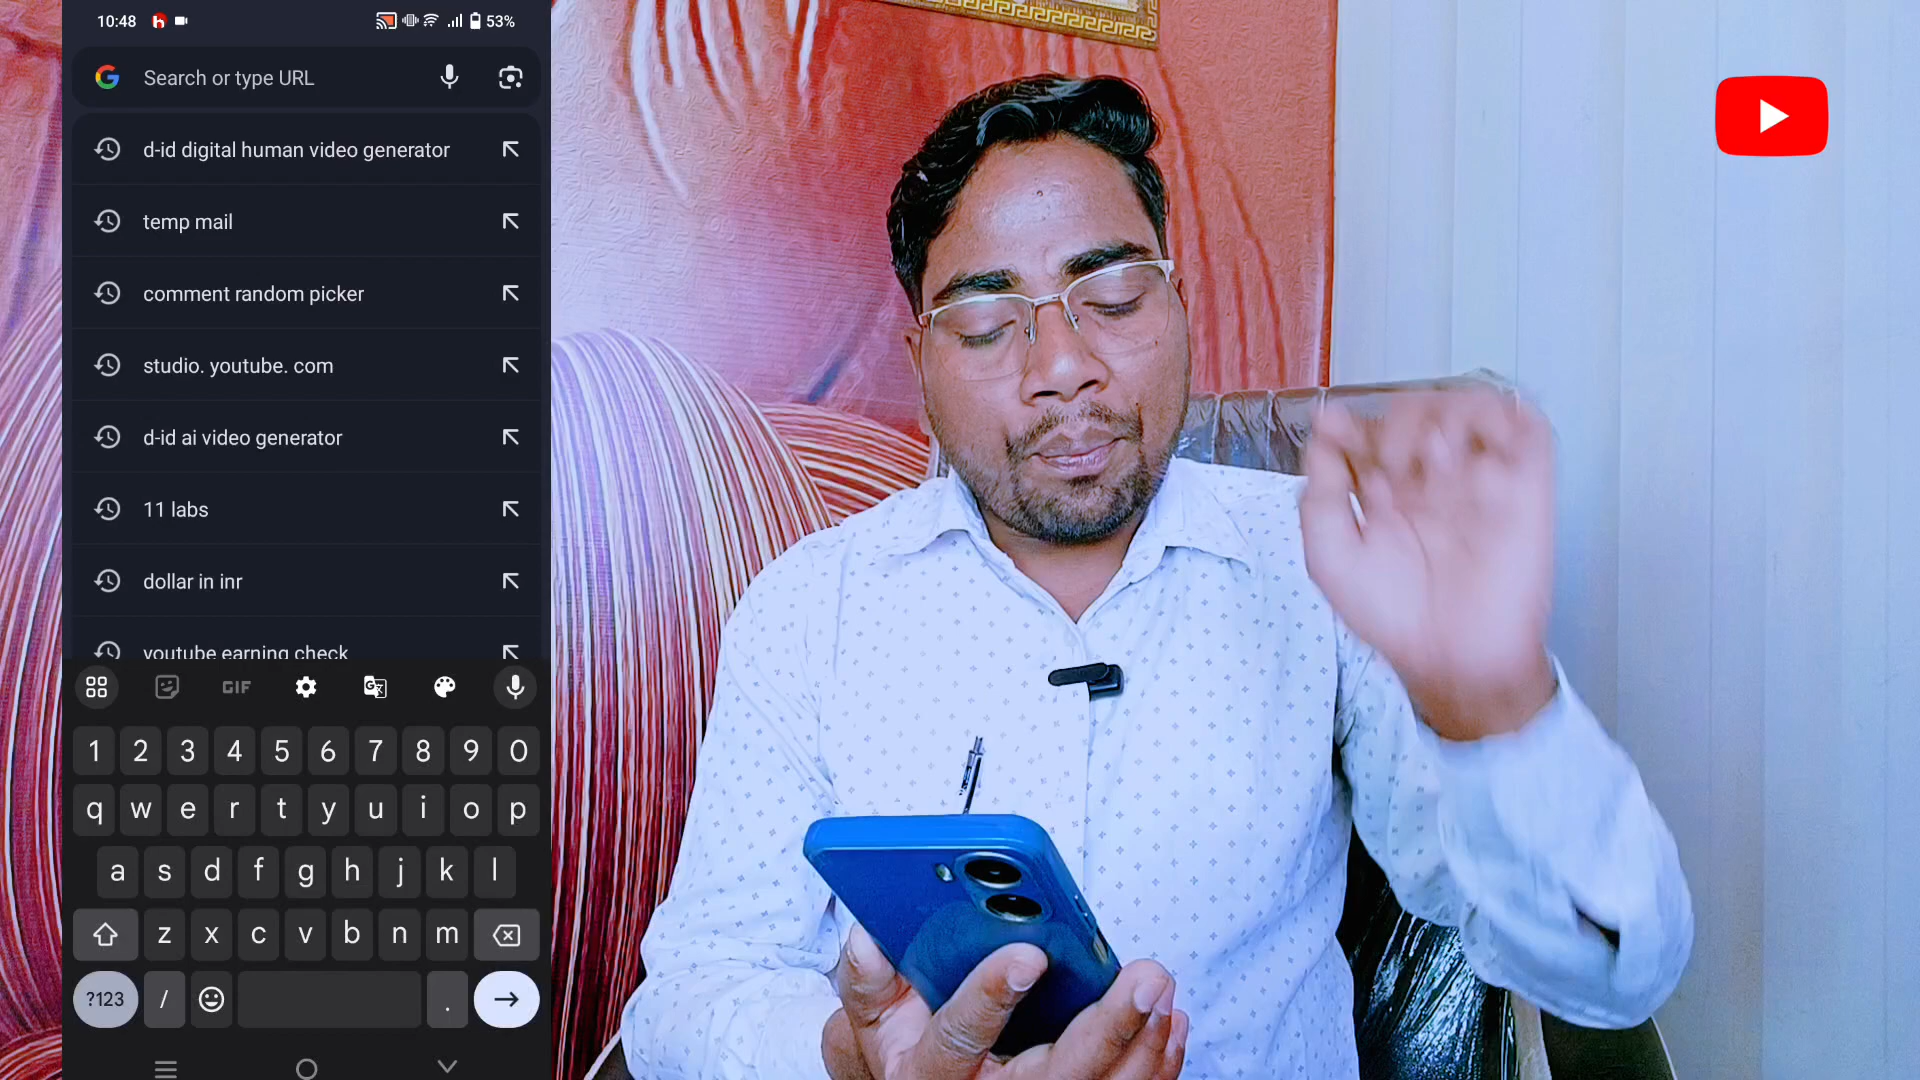 10:48 53%
Search or type URL
d-id digital human video generator
temp mail
comment random picker
studio. youtube. com
d-id ai video generator
11 labs
dollar in inr
youtube earning check
GIF
1 2 3 4 5 6 7 8 9 0
q w e r t y u i o p
a s d f g h j k l
z x c v b n m
?123 / .